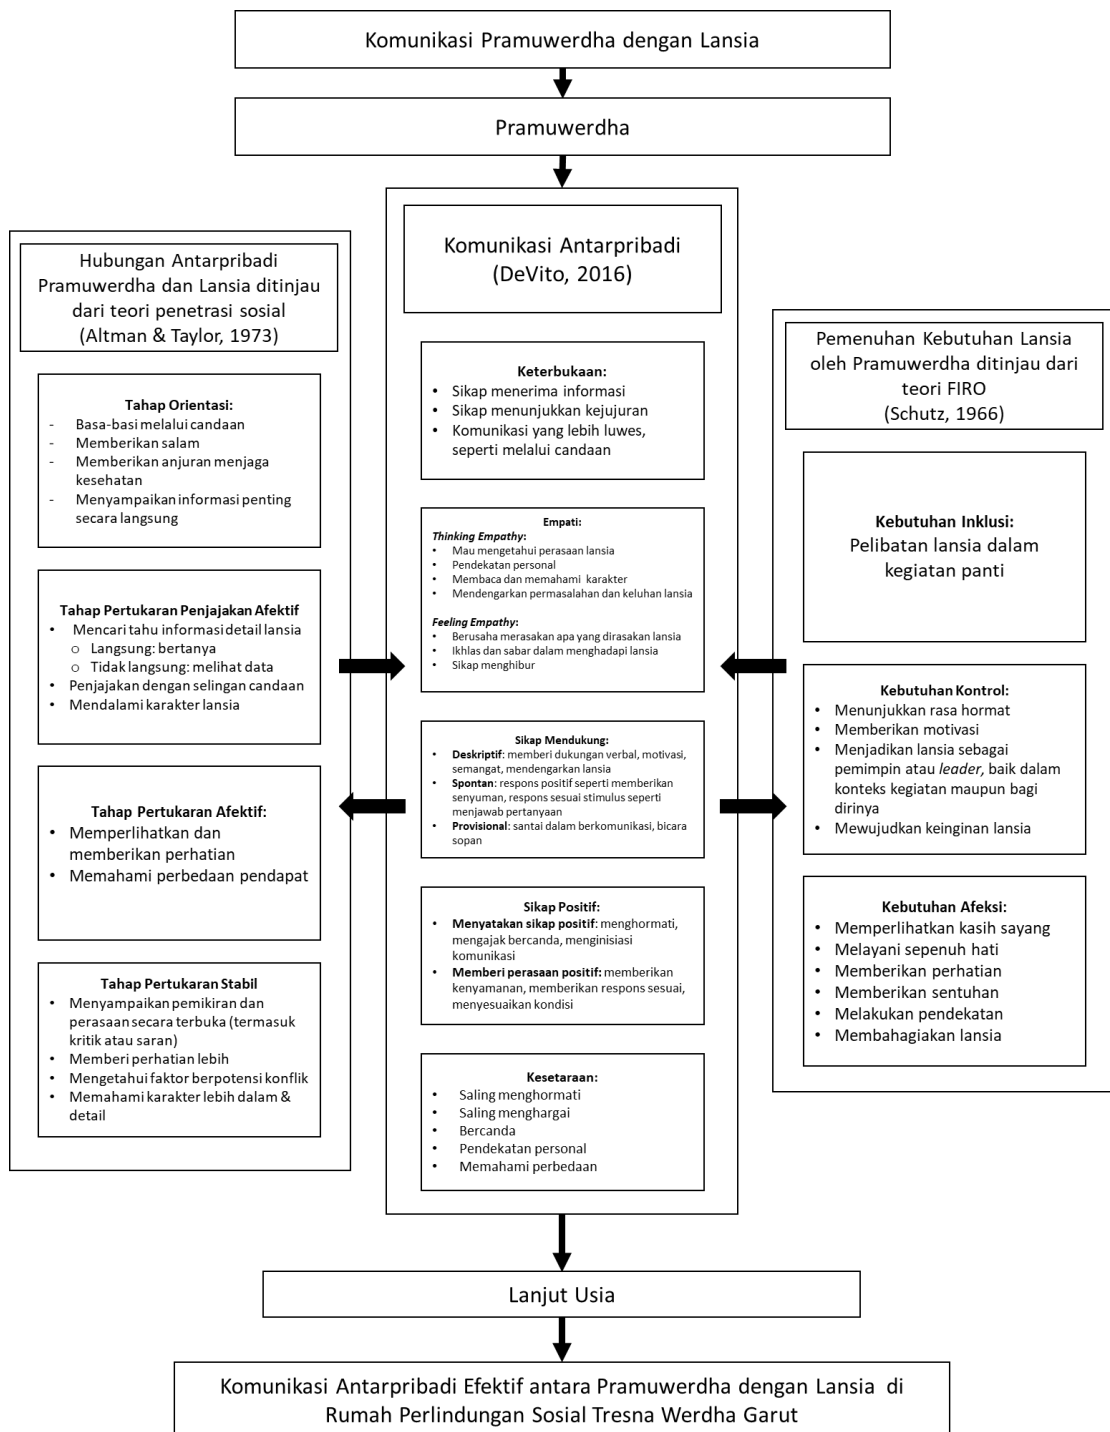 Komunikasi Pramuwerdha dengan Lansia
Pramuwerdha
Hubungan Antarpribadi
Pramuwerdha dan Lansia ditinjau
dari teori penetrasi sosial
(Altman & Taylor, 1973)
Tahap Orientasi:
- Basa-basi melalui candaan
- Memberikan salam
- Memberikan anjuran menjaga
kesehatan
- Menyampaikan informasi penting
secara langsung
Tahap Pertukaran Penjajakan Afektif
• Mencari tahu informasi detail lansia
o Langsung: bertanya
o Tidak langsung: melihat data
• Penjajakan dengan selingan candaan
• Mendalami karakter lansia
Tahap Pertukaran Afektif:
• Memperlihatkan dan
memberikan perhatian
• Memahami perbedaan pendapat
Tahap Pertukaran Stabil
• Menyampaikan pemikiran dan
perasaan secara terbuka (termasuk
kritik atau saran)
• Memberi perhatian lebih
• Mengetahui faktor berpotensi konflik
• Memahami karakter lebih dalam &
detail
Komunikasi Antarpribadi
(DeVito, 2016)
Keterbukaan:
• Sikap menerima informasi
• Sikap menunjukkan kejujuran
• Komunikasi yang lebih luwes,
seperti melalui candaan
Empati:
Thinking Empathy:
• Mau mengetahui perasaan lansia
• Pendekatan personal
• Membaca dan memahami karakter
• Mendengarkan permasalahan dan keluhan lansia
Feeling Empathy:
• Berusaha merasakan apa yang dirasakan lansia
• Ikhlas dan sabar dalam menghadapi lansia
• Sikap menghibur
Sikap Mendukung:
• Deskriptif: memberi dukungan verbal, motivasi,
semangat, mendengarkan lansia
• Spontan: respons positif seperti memberikan
senyuman, respons sesuai stimulus seperti
menjawab pertanyaan
• Provisional: santai dalam berkomunikasi, bicara
sopan
Sikap Positif:
• Menyatakan sikap positif: menghormati,
mengajak bercanda, menginisiasi
komunikasi
• Memberi perasaan positif: memberikan
kenyamanan, memberikan respons sesuai,
menyesuaikan kondisi
Kesetaraan:
• Saling menghormati
• Saling menghargai
• Bercanda
• Pendekatan personal
• Memahami perbedaan
Pemenuhan Kebutuhan Lansia
oleh Pramuwerdha ditinjau dari
teori FIRO
(Schutz, 1966)
Kebutuhan Inklusi:
Pelibatan lansia dalam
kegiatan panti
Kebutuhan Kontrol:
• Menunjukkan rasa hormat
• Memberikan motivasi
• Menjadikan lansia sebagai
pemimpin atau leader, baik dalam
konteks kegiatan maupun bagi
dirinya
• Mewujudkan keinginan lansia
Kebutuhan Afeksi:
• Memperlihatkan kasih sayang
• Melayani sepenuh hati
• Memberikan perhatian
• Memberikan sentuhan
• Melakukan pendekatan
• Membahagiakan lansia
Lanjut Usia
Komunikasi Antarpribadi Efektif antara Pramuwerdha dengan Lansia di
Rumah Perlindungan Sosial Tresna Werdha Garut